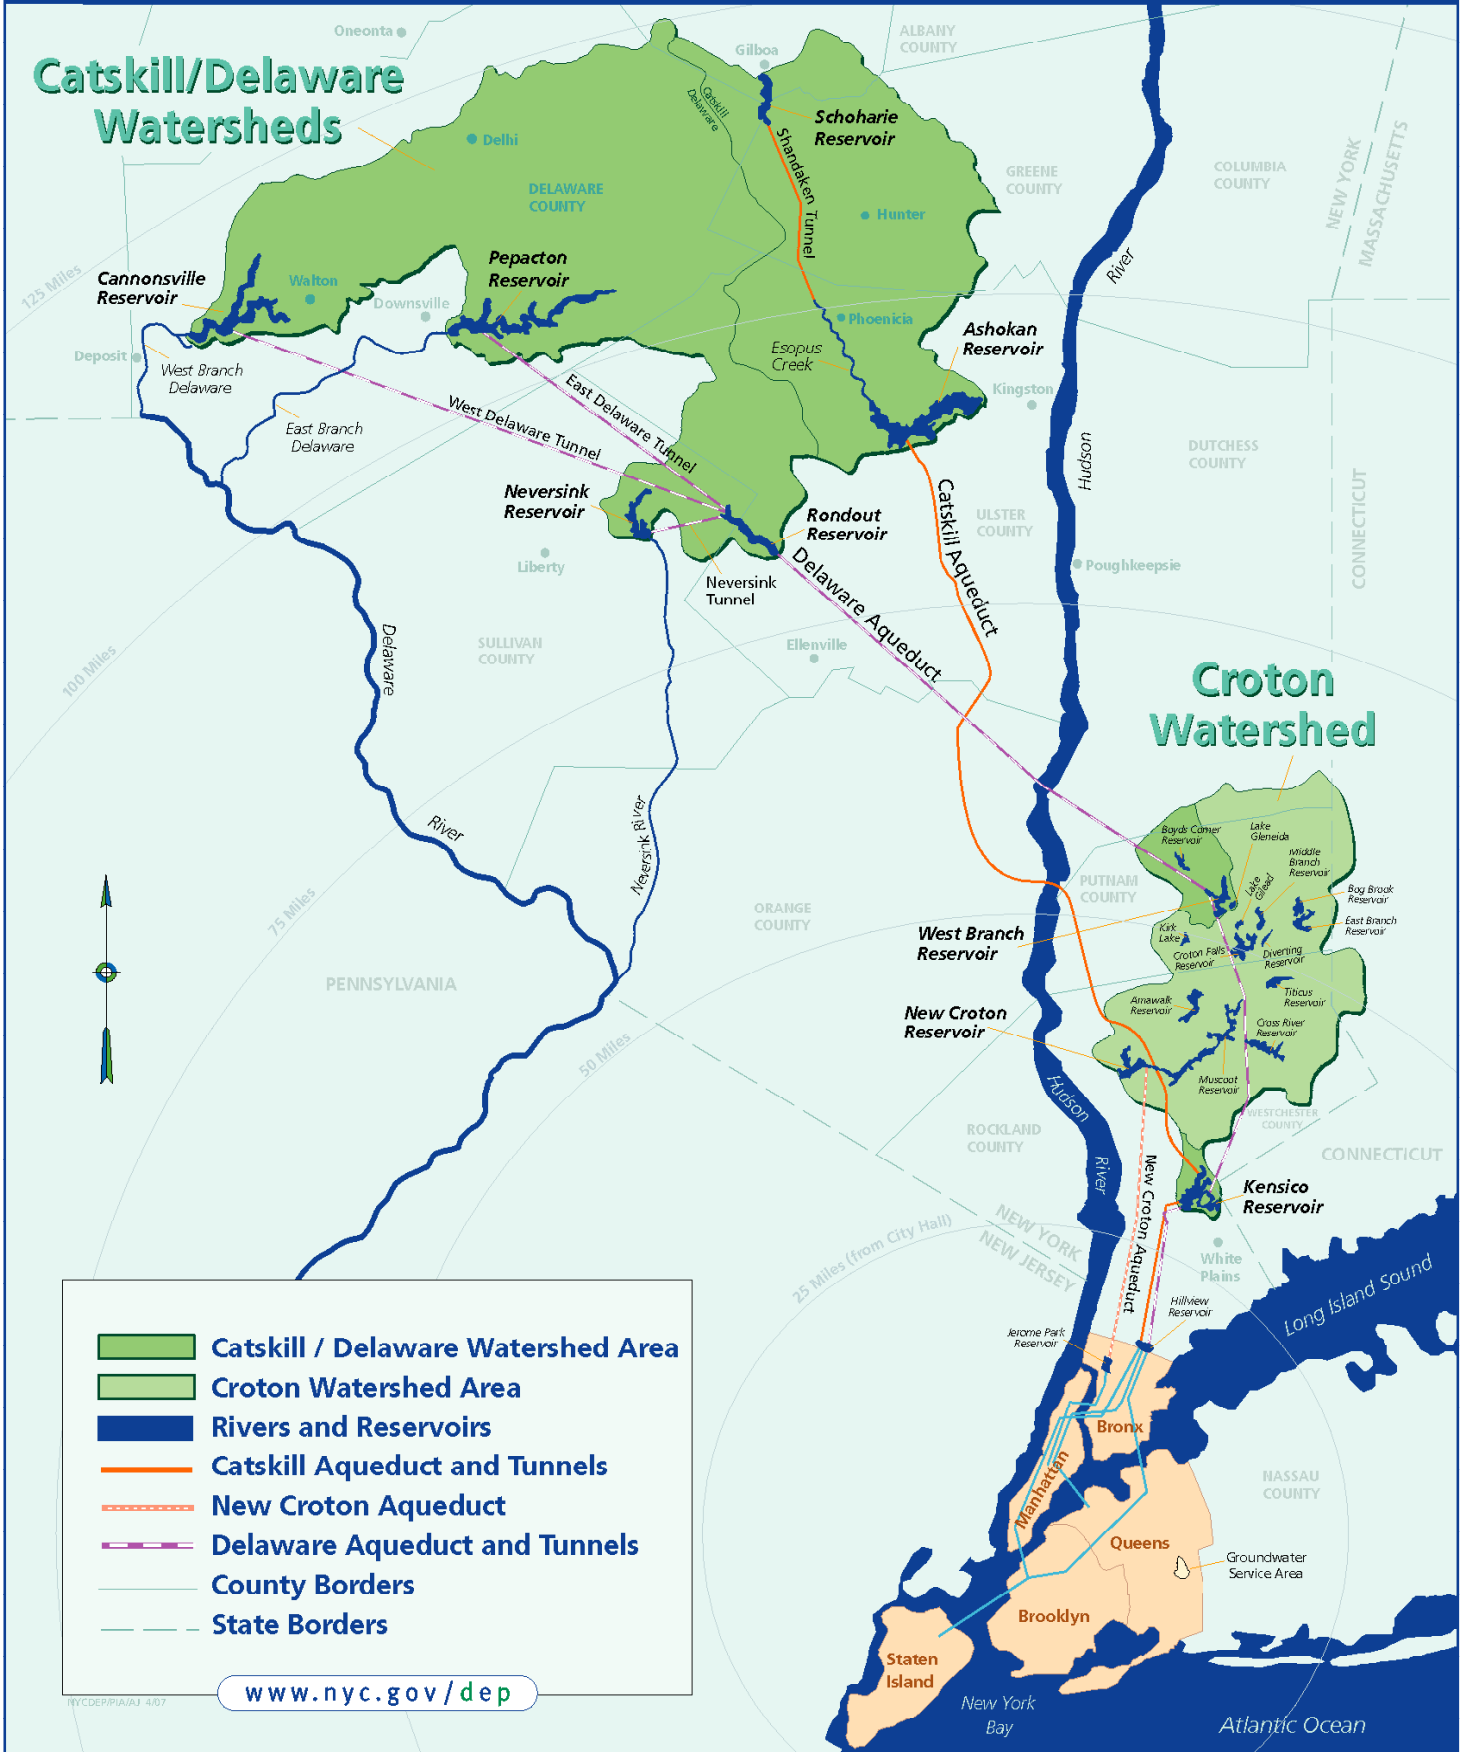 Oneonta
Gilboa
ALBANY
COUNTY
Catskill/Delaware
Watersheds
Catskill
Delaware
Schoharie
Reservoir
Delhi
DELAWARE
COUNTY
Shandaken Tunnel
Hunter
GREENE
COUNTY
COLUMBIA
COUNTY
NEW YORK
MASSACHUSETTS
River
125 Miles
Cannonsville
Reservoir
Walton
Downsville
Pepacton
Reservoir
Phoenicia
Ashokan
Reservoir
Esopus
Creek
Deposit
West Branch
Delaware
East Branch
Delaware
West Delaware Tunnel
East Delaware Tunnel
Kingston
Hudson
DUTCHESS
COUNTY
CONNECTICUT
Neversink
Reservoir
Rondout
Reservoir
Catskill Aqueduct
ULSTER
COUNTY
Liberty
Neversink
Tunnel
Delaware Aqueduct
Poughkeepsie
SULLIVAN
COUNTY
Ellenville
Delaware
100 Miles
Croton
Watershed
River
Neversink River
Boyds Corner
Reservoir
Lake
Gleneida
Middle
Branch
Reservoir
Lake
Gilead
PUTNAM
COUNTY
Bog Brook
Reservoir
East Branch
Reservoir
75 Miles
ORANGE
COUNTY
West Branch
Reservoir
Kirk
Lake
Croton Falls
Reservoir
Diverting
Reservoir
PENNSYLVANIA
New Croton
Reservoir
Amawalk
Reservoir
Titicus
Reservoir
Cross River
Reservoir
Muscoot
Reservoir
50 Miles
Hudson
River
ROCKLAND
COUNTY
WESTCHESTER
COUNTY
CONNECTICUT
New Croton Aqueduct
Kensico
Reservoir
NEW YORK
NEW JERSEY
25 Miles (from City Hall)
White
Plains
Long Island Sound
Hillview
Reservoir
Jerome Park
Reservoir
Bronx
Manhattan
NASSAU
COUNTY
Queens
Groundwater
Service Area
Brooklyn
Staten
Island
New York
Bay
Atlantic Ocean
Catskill / Delaware Watershed Area
Croton Watershed Area
Rivers and Reservoirs
Catskill Aqueduct and Tunnels
New Croton Aqueduct
Delaware Aqueduct and Tunnels
County Borders
State Borders
www.nyc.gov/dep
NYCDEP/PIA/AJ 4/07